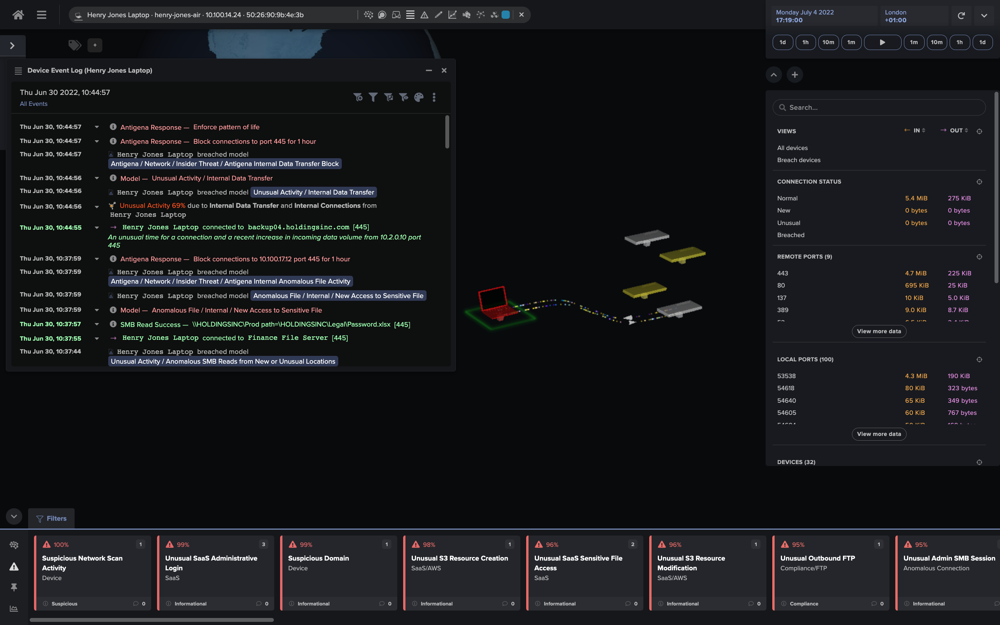 Henry Jones Laptop · henry-jones-air · 10.100.14.24 · 50:26:90:9b:4e:3b
Monday July 4 2022
17:19:00
London
+01:00
1d
1h
10m
1m
1m
10m
1h
1d
+
Device Event Log (Henry Jones Laptop)
Thu Jun 30 2022, 10:44:57
All Events
Thu Jun 30, 10:44:57 Antigena Response — Enforce pattern of life
Thu Jun 30, 10:44:57 Antigena Response — Block connections to port 445 for 1 hour
Thu Jun 30, 10:44:57 Henry Jones Laptop breached model
Antigena / Network / Insider Threat / Antigena Internal Data Transfer Block
Thu Jun 30, 10:44:56 Model — Unusual Activity / Internal Data Transfer
Thu Jun 30, 10:44:56 Henry Jones Laptop breached model Unusual Activity / Internal Data Transfer
Thu Jun 30, 10:44:56 Unusual Activity 69% due to Internal Data Transfer and Internal Connections from
Henry Jones Laptop
Thu Jun 30, 10:44:55 → Henry Jones Laptop connected to backup04.holdingsinc.com [445]
An unusual time for a connection and a recent increase in incoming data volume from 10.2.0.10 port
445
Thu Jun 30, 10:37:59 Antigena Response — Block connections to 10.100.17.12 port 445 for 1 hour
Thu Jun 30, 10:37:59 Henry Jones Laptop breached model
Antigena / Network / Insider Threat / Antigena Internal Anomalous File Activity
Thu Jun 30, 10:37:59 Henry Jones Laptop breached model Anomalous File / Internal / New Access to Sensitive File
Thu Jun 30, 10:37:59 Model — Anomalous File / Internal / New Access to Sensitive File
Thu Jun 30, 10:37:57 SMB Read Success — \\HOLDINGSINC\Prod path=\HOLDINGSINC\Legal\Password.xlsx [445]
Thu Jun 30, 10:37:55 → Henry Jones Laptop connected to Finance File Server [445]
Thu Jun 30, 10:37:44 Henry Jones Laptop breached model
Unusual Activity / Anomalous SMB Reads from New or Unusual Locations
Search...
VIEWS ← IN → OUT
All devices
Breach devices
CONNECTION STATUS
Normal 5.4 MiB 275 KiB
New 0 bytes 0 bytes
Unusual 0 bytes 0 bytes
Breached
REMOTE PORTS (9)
443 4.7 MiB 225 KiB
80 695 KiB 25 KiB
137 10 KiB 5.0 KiB
389 9.0 KiB 8.7 KiB
View more data
LOCAL PORTS (100)
53538 4.3 MiB 190 KiB
54618 80 KiB 323 bytes
54640 65 KiB 349 bytes
54605 60 KiB 767 bytes
View more data
DEVICES (32)
Filters
100% 1
Suspicious Network Scan
Activity
Device
Suspicious 0
99% 3
Unusual SaaS Administrative
Login
SaaS
Informational 0
99% 1
Suspicious Domain
Device
Informational 0
98% 1
Unusual S3 Resource Creation
SaaS/AWS
Informational 0
96% 2
Unusual SaaS Sensitive File
Access
SaaS
Informational 0
96% 1
Unusual S3 Resource
Modification
SaaS/AWS
Informational 0
95% 1
Unusual Outbound FTP
Compliance/FTP
Compliance 0
95%
Unusual Admin SMB Session
Anomalous Connection
Informational